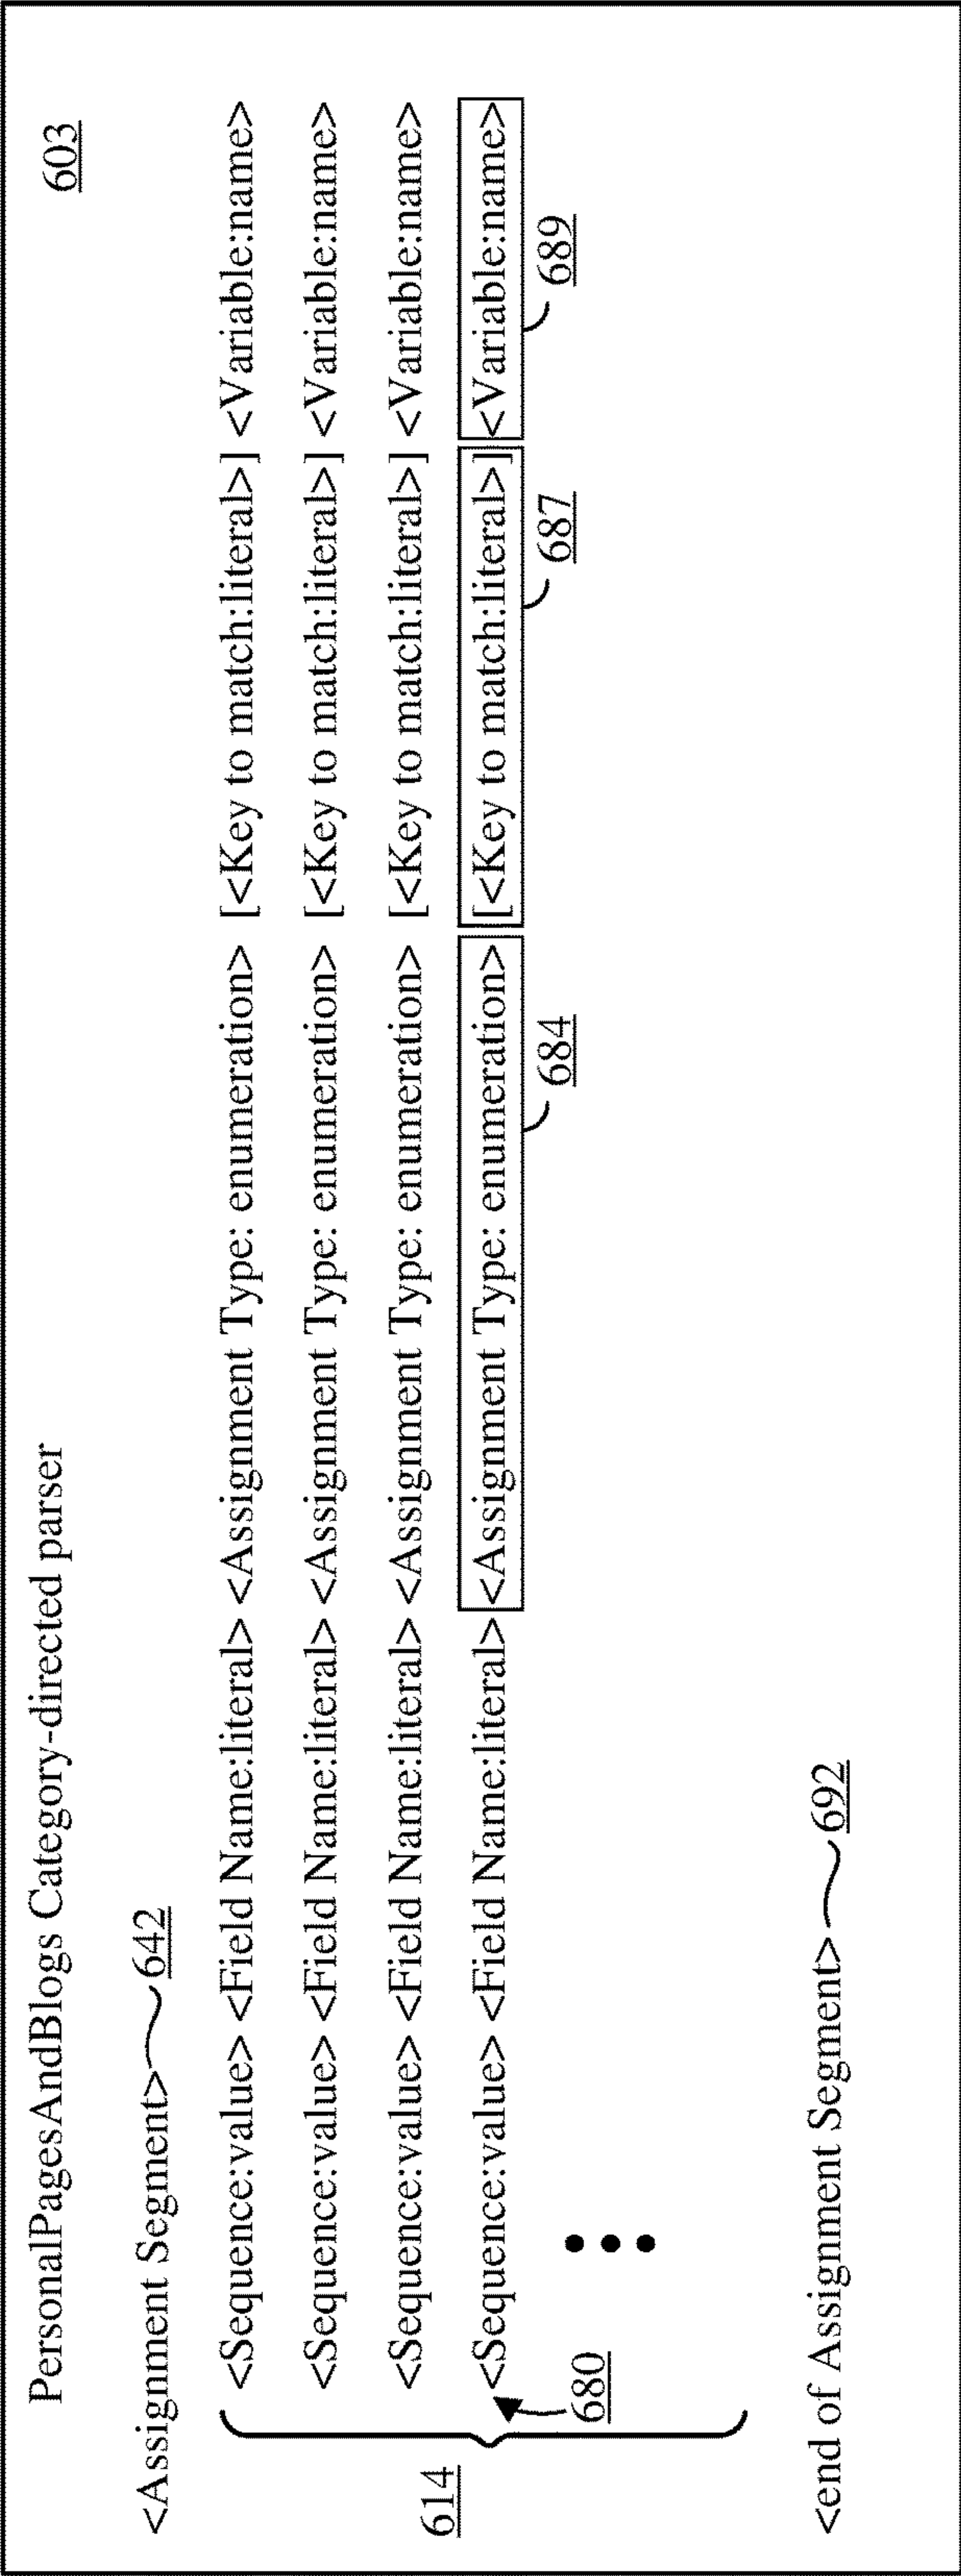 PersonalPagesAndBlogs Category-directed parser
603
<Assignment Segment> 642
<Sequence:value> <Field Name:literal> <Assignment Type: enumeration> [<Key to match:literal>] <Variable:name>
<Sequence:value> <Field Name:literal> <Assignment Type: enumeration> [<Key to match:literal>] <Variable:name>
<Sequence:value> <Field Name:literal> <Assignment Type: enumeration> [<Key to match:literal>] <Variable:name>
614
<Sequence:value> <Field Name:literal> <Assignment Type: enumeration> [<Key to match:literal>] <Variable:name>
680
684
687
689
<end of Assignment Segment> 692